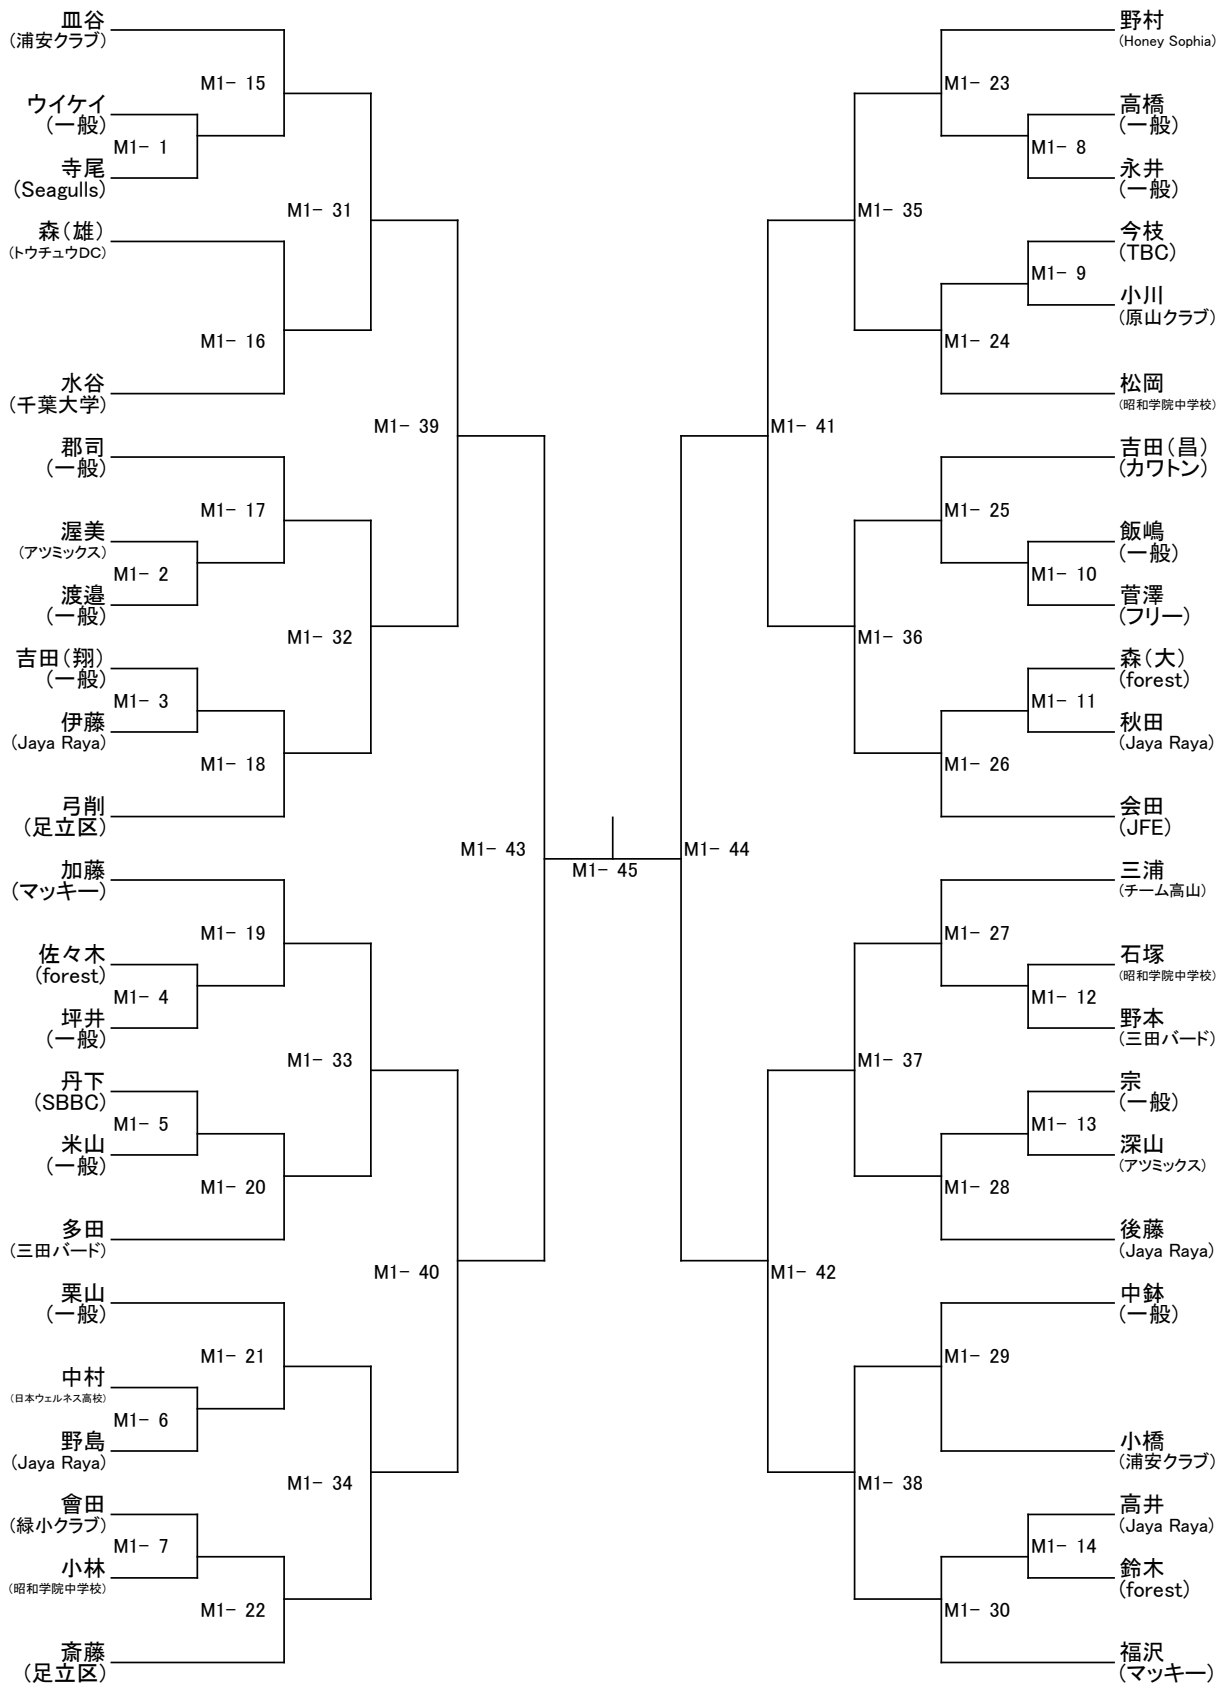 皿谷
(浦安クラブ)
M1- 15
ウイケイ
(一般)
M1- 1
寺尾
(Seagulls)
M1- 31
森(雄)
(トウチュウDC)
M1- 16
水谷
(千葉大学)
M1- 39
郡司
(一般)
M1- 17
渥美
(アツミックス)
M1- 2
渡邉
(一般)
M1- 32
吉田(翔)
(一般)
M1- 3
伊藤
(Jaya Raya)
M1- 18
弓削
(足立区)
M1- 43
加藤
(マッキー)
M1- 19
佐々木
(forest)
M1- 4
坪井
(一般)
M1- 33
丹下
(SBBC)
M1- 5
米山
(一般)
M1- 20
多田
(三田バード)
M1- 40
栗山
(一般)
M1- 21
中村
(日本ウェルネス高校)
M1- 6
野島
(Jaya Raya)
M1- 34
會田
(緑小クラブ)
M1- 7
小林
(昭和学院中学校)
M1- 22
斎藤
(足立区)
M1- 45
野村
(Honey Sophia)
M1- 23
高橋
(一般)
M1- 8
永井
(一般)
M1- 35
今枝
(TBC)
M1- 9
小川
(原山クラブ)
M1- 24
松岡
(昭和学院中学校)
M1- 41
吉田(昌)
(カワトン)
M1- 25
飯嶋
(一般)
M1- 10
菅澤
(フリー)
M1- 36
森(大)
(forest)
M1- 11
秋田
(Jaya Raya)
M1- 26
会田
(JFE)
M1- 44
三浦
(チーム高山)
M1- 27
石塚
(昭和学院中学校)
M1- 12
野本
(三田バード)
M1- 37
宗
(一般)
M1- 13
深山
(アツミックス)
M1- 28
後藤
(Jaya Raya)
M1- 42
中鉢
(一般)
M1- 29
小橋
(浦安クラブ)
M1- 38
高井
(Jaya Raya)
M1- 14
鈴木
(forest)
M1- 30
福沢
(マッキー)